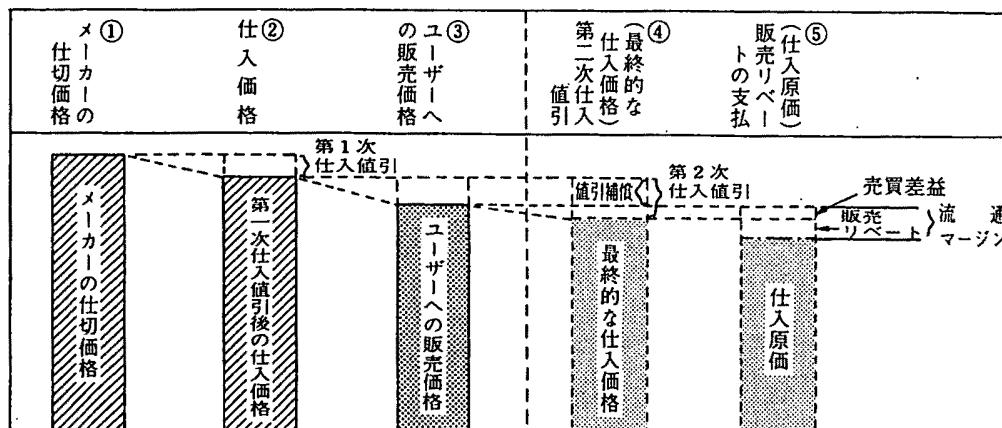 ①
メーカーの
仕切価格
②
仕入価格
③
ユーザーへ
の販売価格
④
(最終的な
仕入価格)
第二次仕入
値引
⑤
(仕入原価)
販売リベー
トの支払
第1次
仕入値引
値引補償
第2次
仕入値引
売買差益
販売
リベート
流通
マージン
メーカーの仕切価格
第一次仕入値引後の仕入価格
ユーザーへの販売価格
最終的な仕入価格
仕入原価